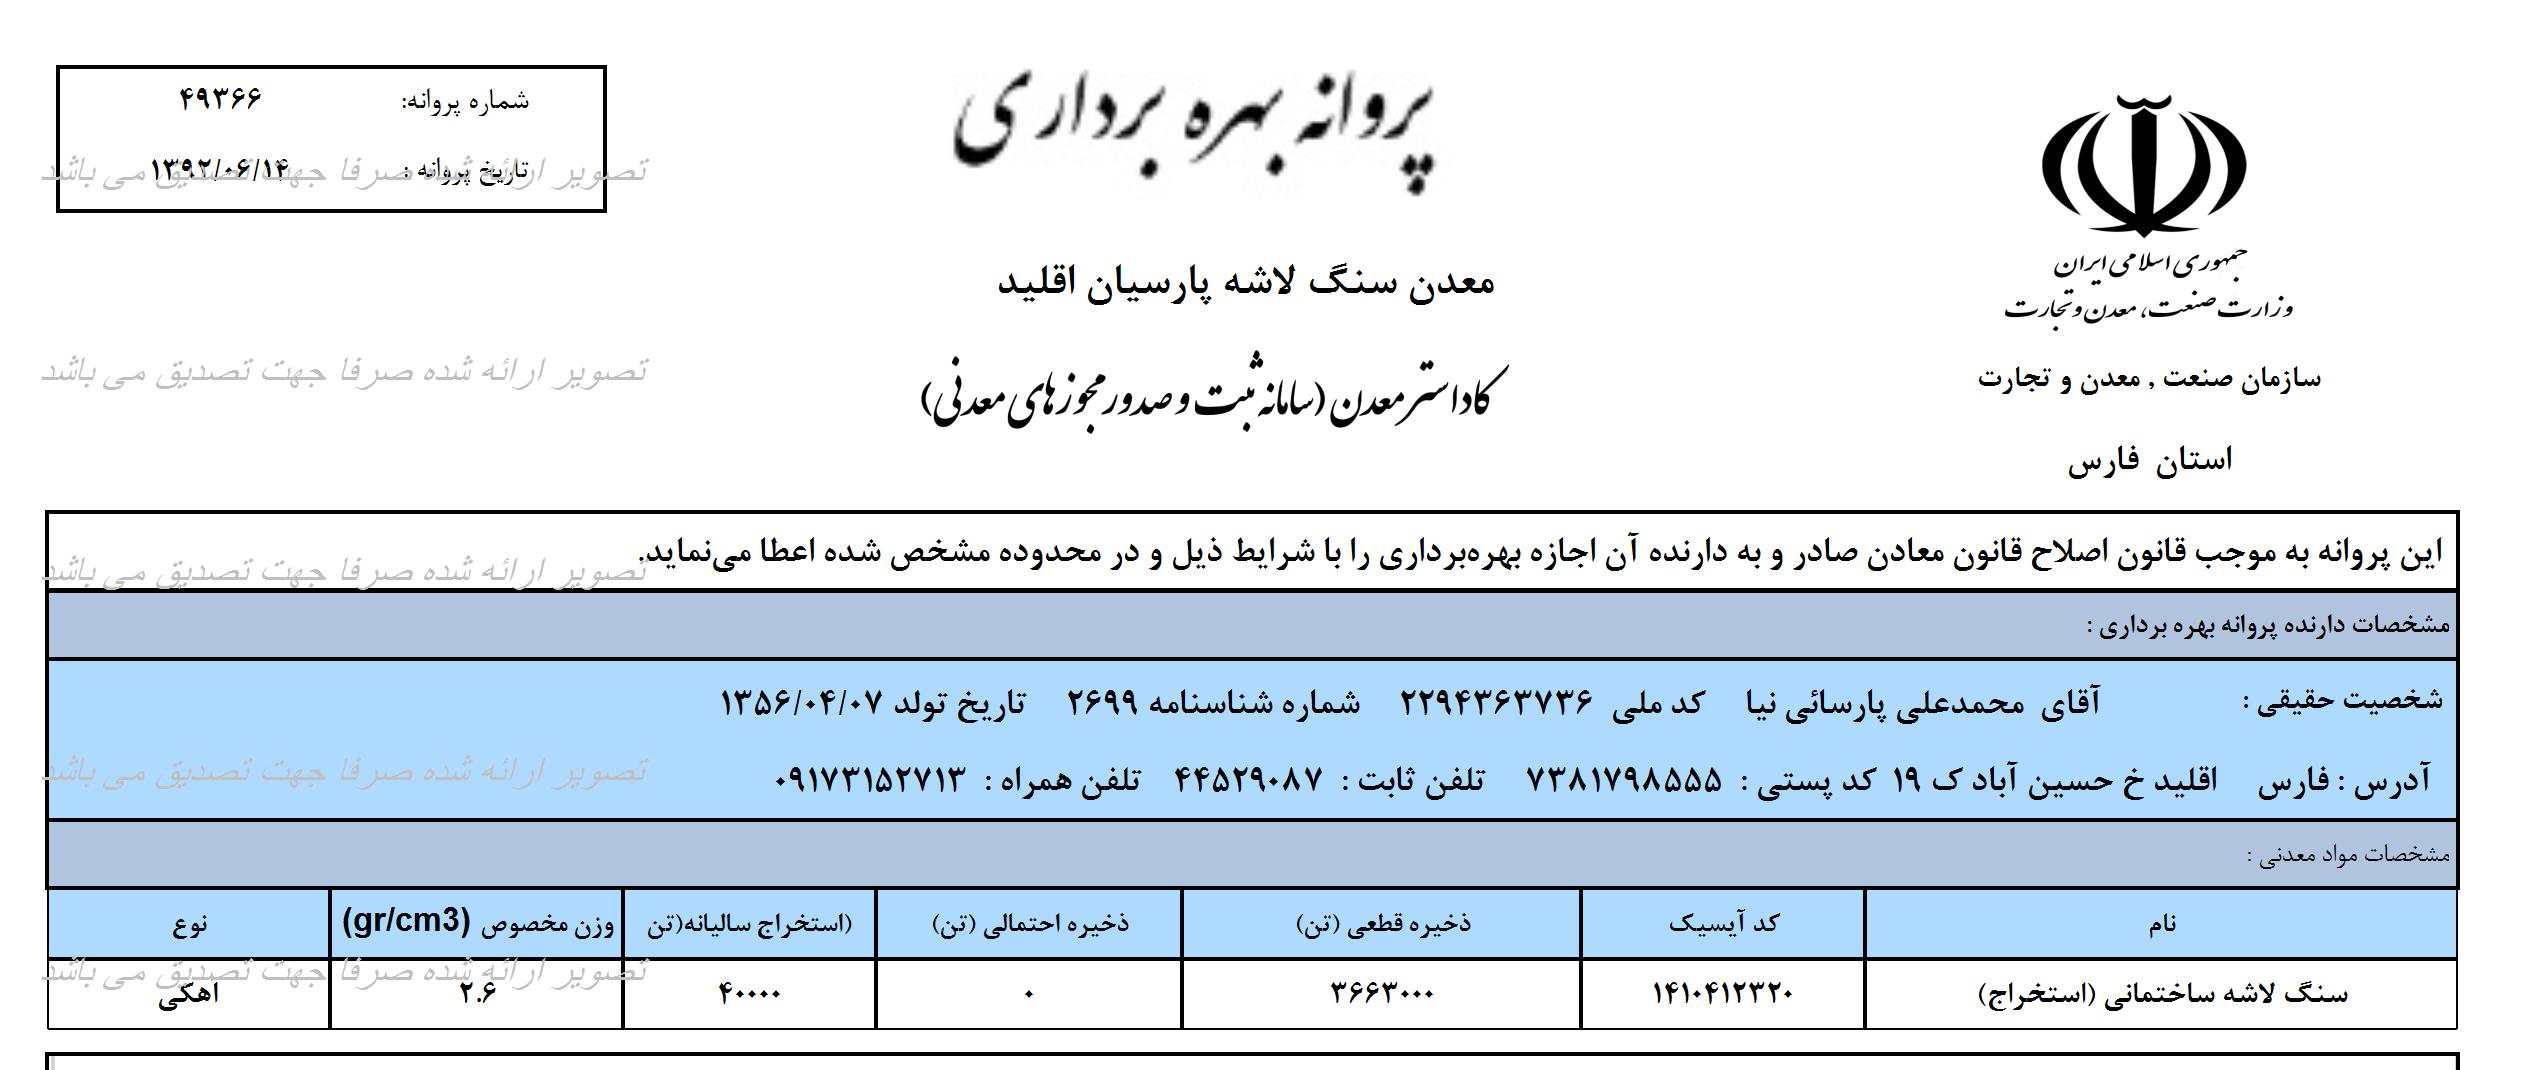 پروانه بهره برداری
شماره پروانه: ۴۹۳۶۶
تاریخ پروانه : ۱۳۹۲/۰۶/۱۴
تصویر ارائه شده صرفا جهت تصدیق می باشد
جمهوری اسلامی ایران
وزارت صنعت، معدن و تجارت
سازمان صنعت , معدن و تجارت
استان فارس
معدن سنگ لاشه پارسیان اقلید
کاداستر معدن (سامانه ثبت و صدور مجوزهای معدنی)
تصویر ارائه شده صرفا جهت تصدیق می باشد
این پروانه به موجب قانون اصلاح قانون معادن صادر و به دارنده آن اجازه بهره‌برداری را با شرایط ذیل و در محدوده مشخص شده اعطا می‌نماید.
تصویر ارائه شده صرفا جهت تصدیق می باشد
مشخصات دارنده پروانه بهره برداری :
شخصیت حقیقی : آقای محمدعلی پارسائی نیا کد ملی ۲۲۹۴۳۶۳۷۳۶ شماره شناسنامه ۲۶۹۹ تاریخ تولد ۱۳۵۶/۰۴/۰۷
آدرس : فارس اقلید خ حسین آباد ک ۱۹ کد پستی : ۷۳۸۱۷۹۸۵۵۵ تلفن ثابت : ۴۴۵۲۹۰۸۷ تلفن همراه : ۰۹۱۷۳۱۵۲۷۱۳
تصویر ارائه شده صرفا جهت تصدیق می باشد
مشخصات مواد معدنی :
نام کد آیسیک ذخیره قطعی (تن) ذخیره احتمالی (تن) (استخراج سالیانه(تن وزن مخصوص (gr/cm3) نوع
سنگ لاشه ساختمانی (استخراج) ۱۴۱۰۴۱۲۳۲۰ ۳۶۶۳۰۰۰ ۰ ۴۰۰۰۰ ۲.۶ اهکی
تصویر ارائه شده صرفا جهت تصدیق می باشد